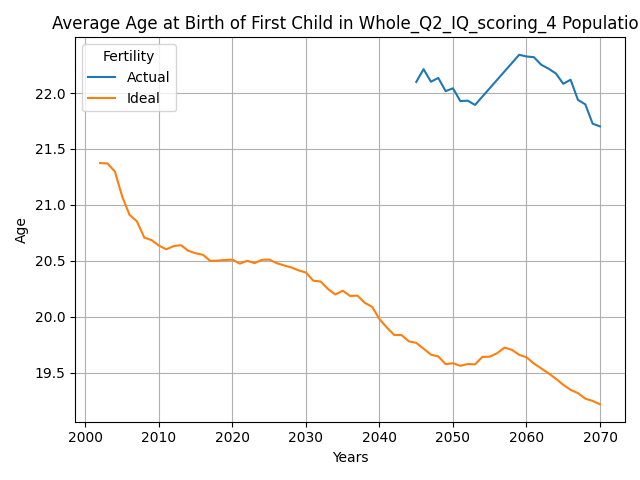 Average Age at Birth of First Child in Whole_Q2_IQ_scoring_4 Populatio
Fertility
Actual
Ideal
22.0
21.5
21.0
20.5
20.0
19.5
Age
2000 2010 2020 2030 2040 2050 2060 2070
Years